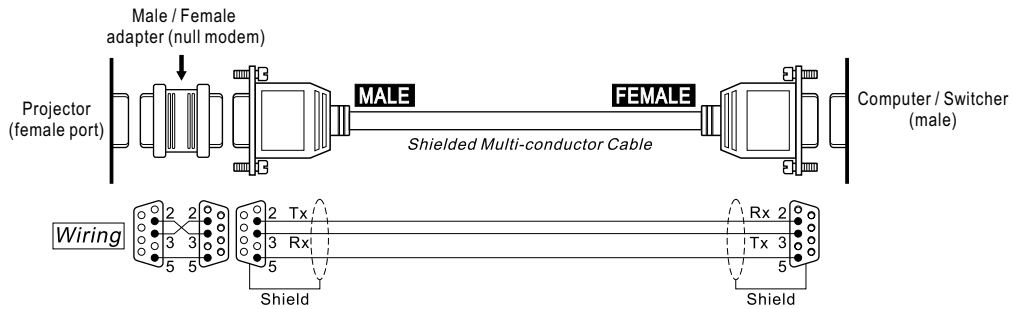 Male / Female
adapter (null modem)
Projector
(female port)
MALE
FEMALE
Computer / Switcher
(male)
Shielded Multi-conductor Cable
Wiring
2 2 2 Tx Rx 2
3 3 3 Rx Tx 3
5 5 5 5
Shield Shield